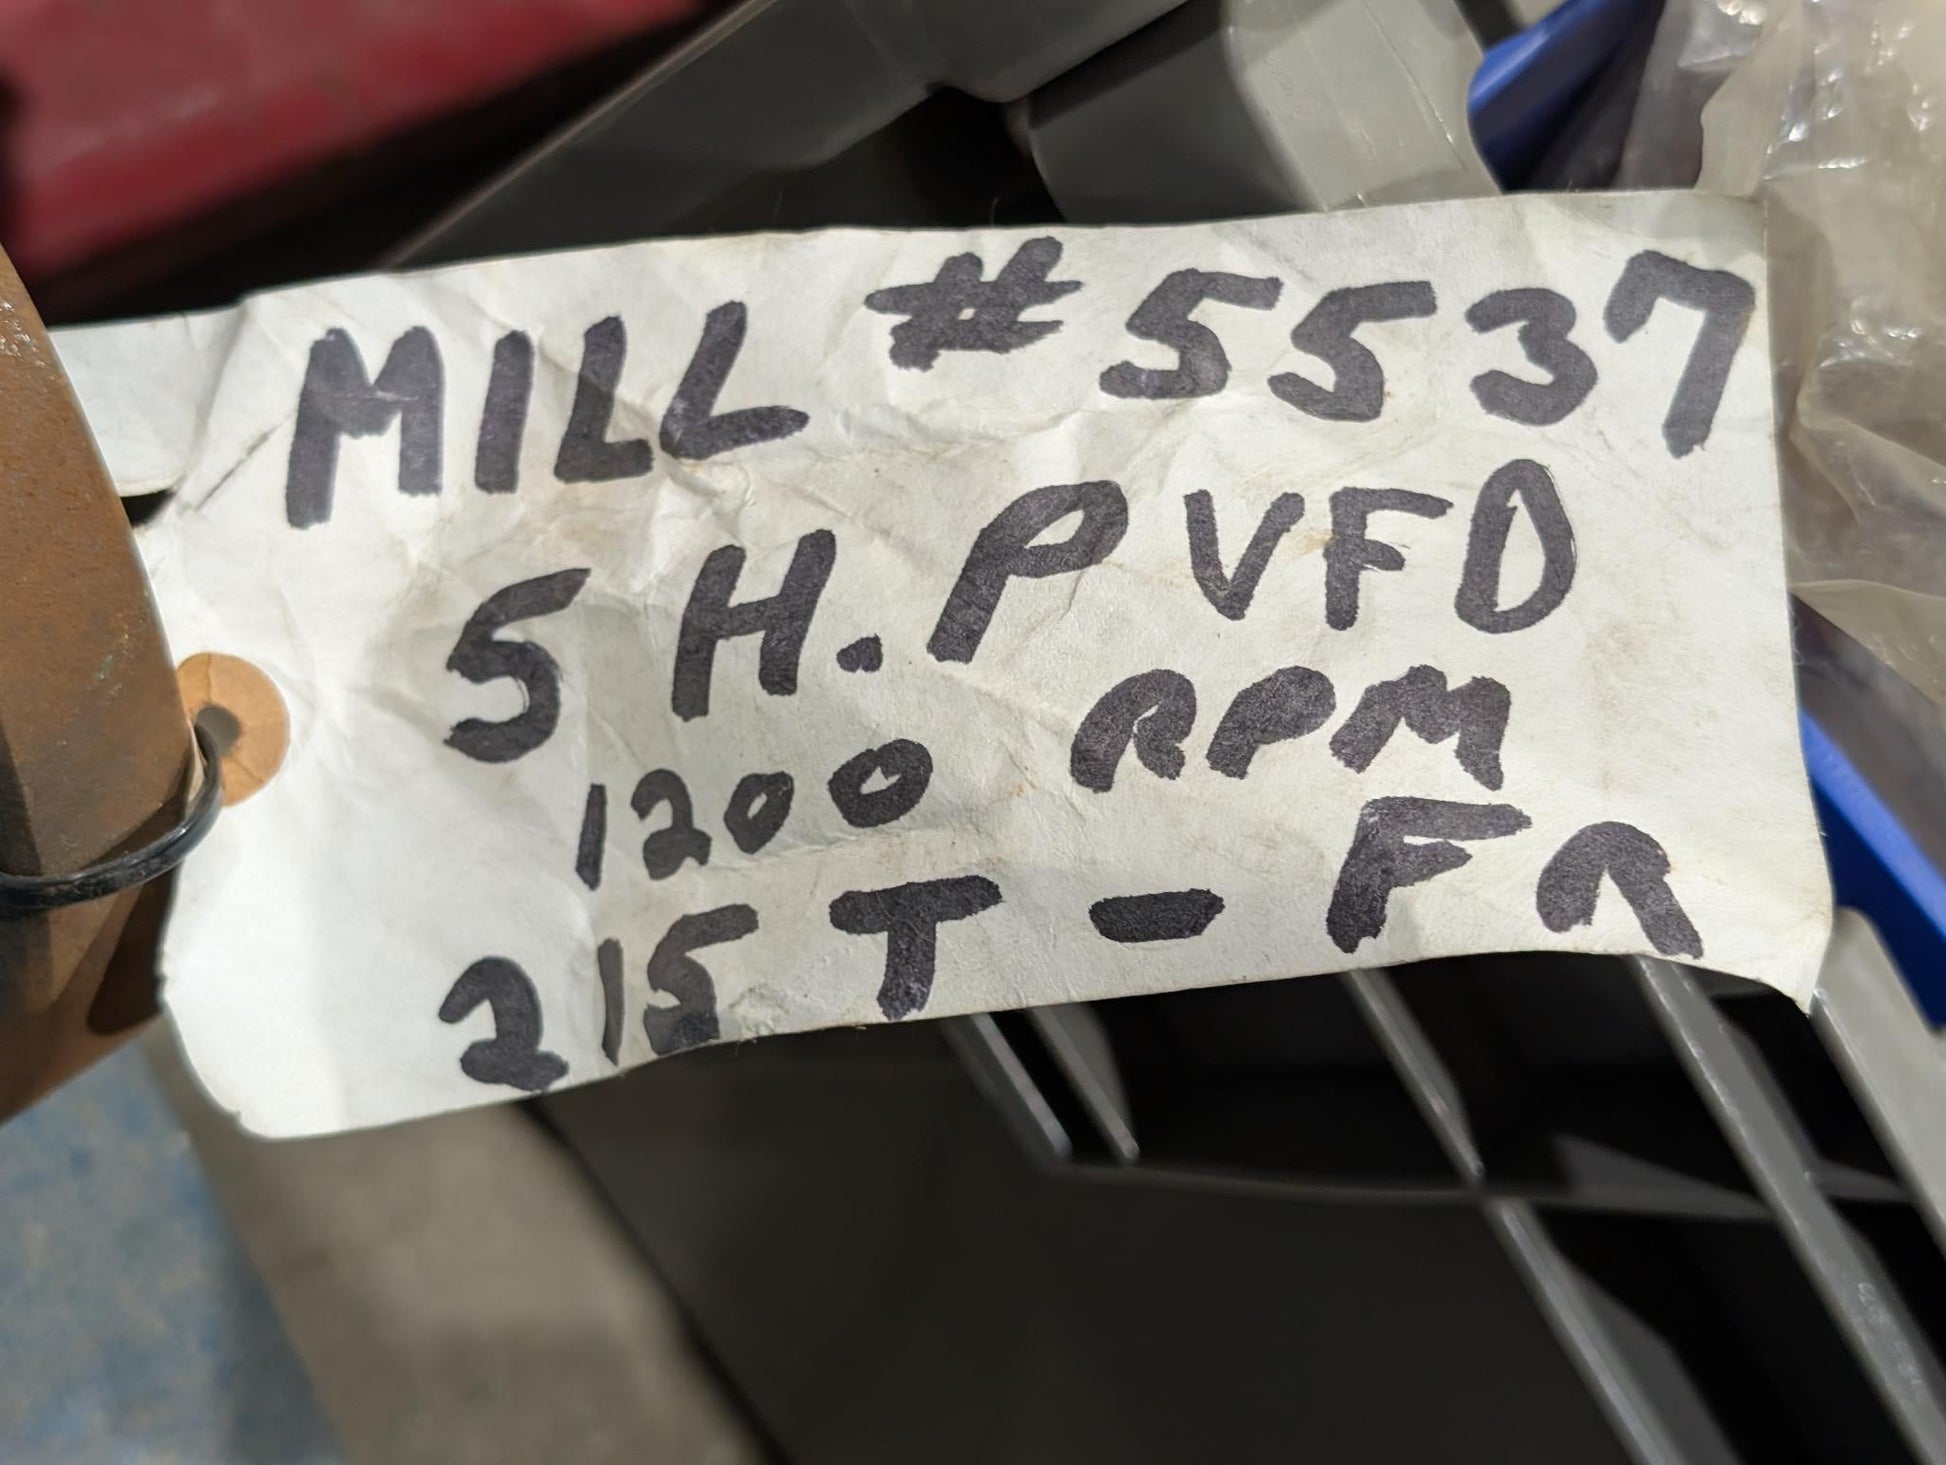 MILL #5537
5 H.P VFD
1200 RPM
215 T - FR